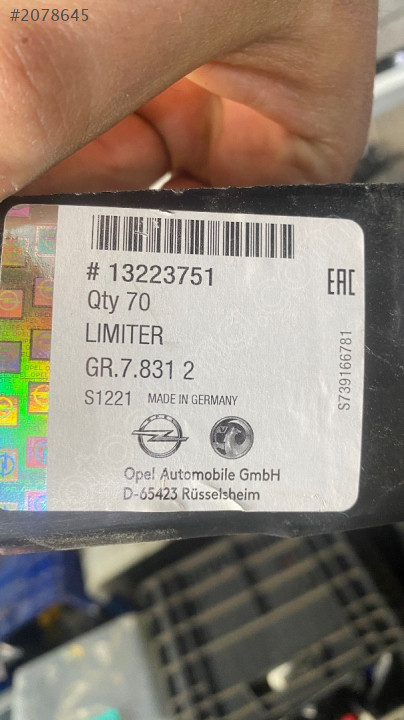 #2078645
# 13223751
EAC
Qty 70
LIMITER
GR.7.831 2
S1221 MADE IN GERMANY
S739166781
Opel Automobile GmbH
D-65423 Rüsselsheim